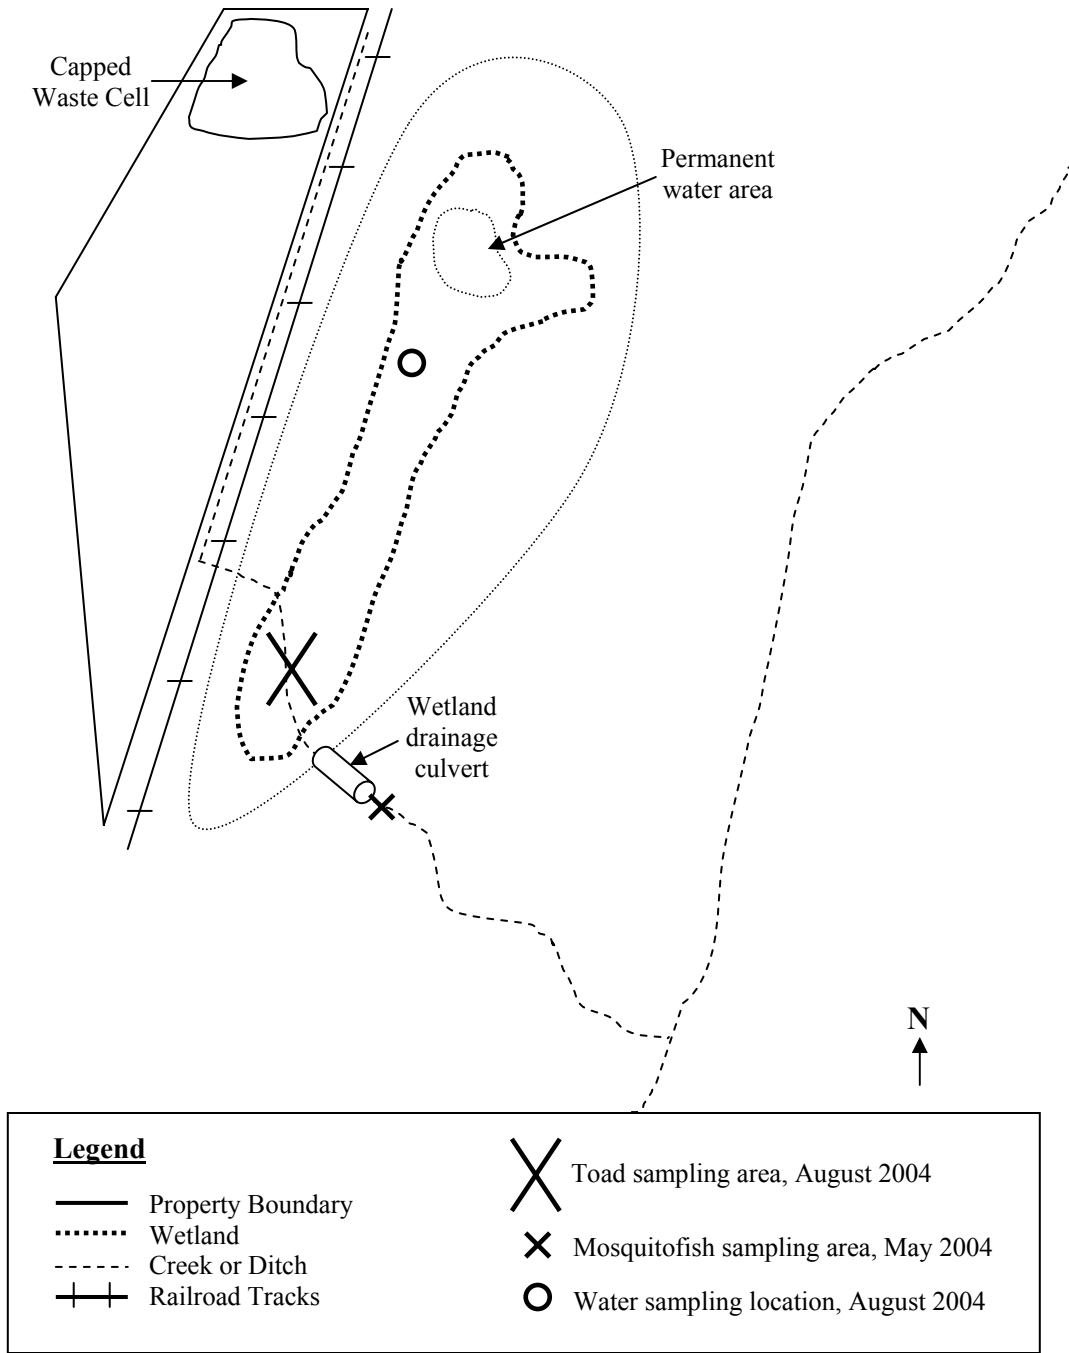 Capped
Waste Cell
Permanent
water area
Wetland
drainage
culvert
N
Legend
Property Boundary
Wetland
Creek or Ditch
Railroad Tracks
Toad sampling area, August 2004
Mosquitofish sampling area, May 2004
Water sampling location, August 2004